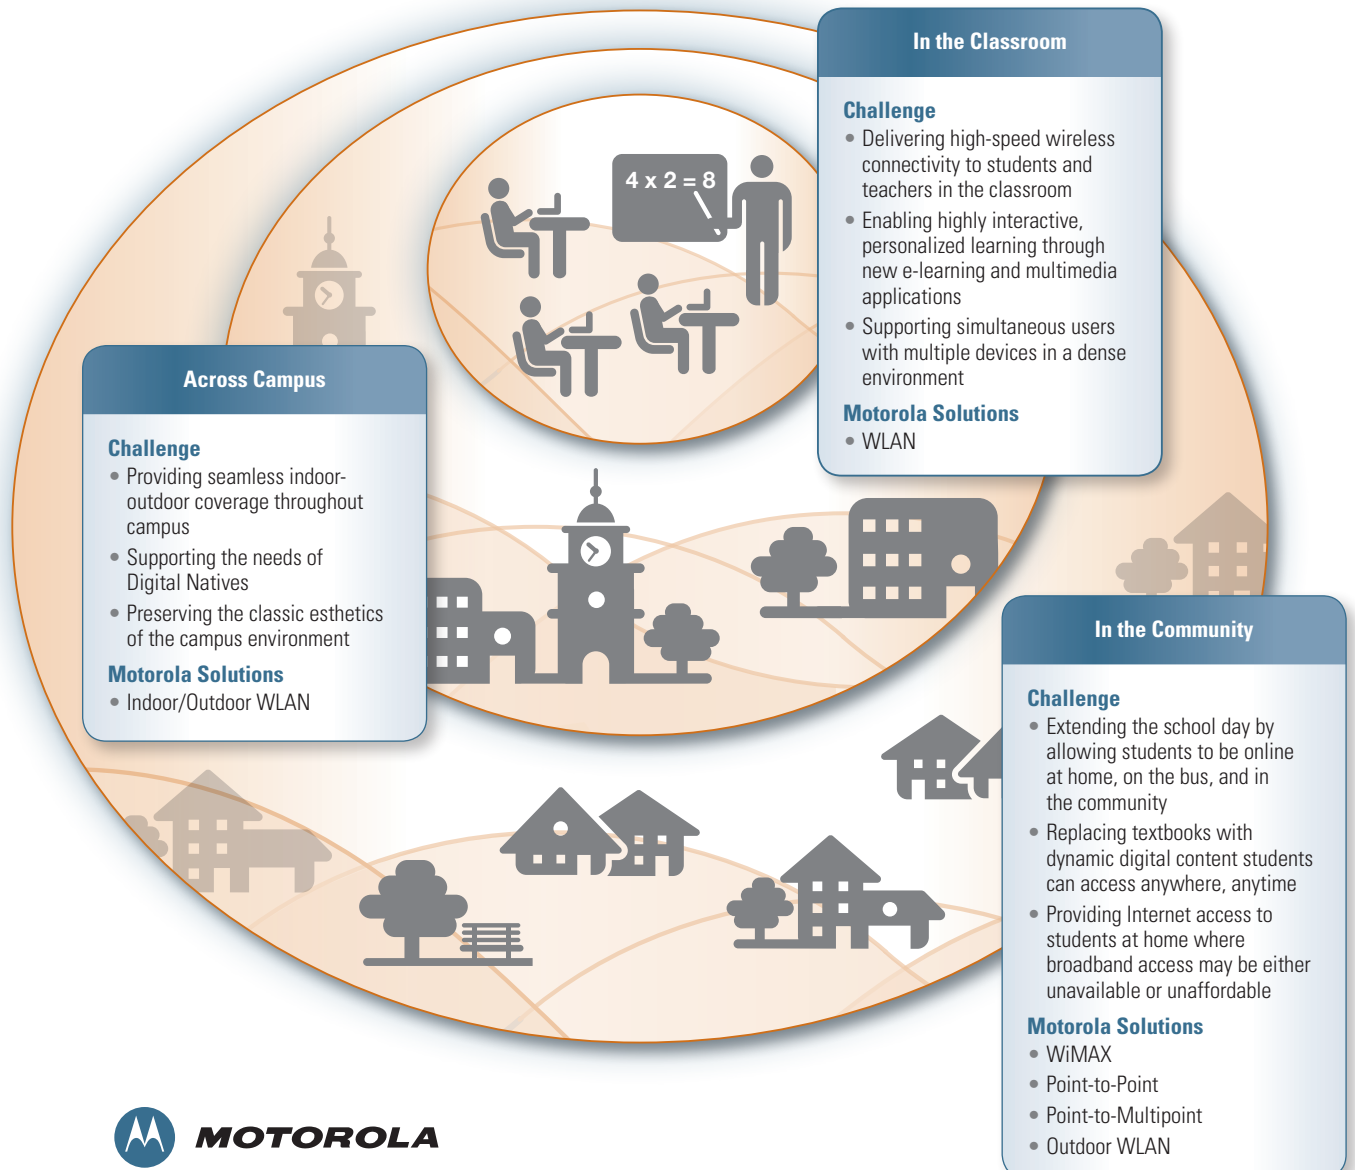 In the Classroom
Challenge
• Delivering high-speed wireless
connectivity to students and
teachers in the classroom
• Enabling highly interactive,
personalized learning through
new e-learning and multimedia
applications
• Supporting simultaneous users
with multiple devices in a dense
environment
Motorola Solutions
• WLAN
4 x 2 = 8
Across Campus
Challenge
• Providing seamless indoor-
outdoor coverage throughout
campus
• Supporting the needs of
Digital Natives
• Preserving the classic esthetics
of the campus environment
Motorola Solutions
• Indoor/Outdoor WLAN
In the Community
Challenge
• Extending the school day by
allowing students to be online
at home, on the bus, and in
the community
• Replacing textbooks with
dynamic digital content students
can access anywhere, anytime
• Providing Internet access to
students at home where
broadband access may be either
unavailable or unaffordable
Motorola Solutions
• WiMAX
• Point-to-Point
• Point-to-Multipoint
• Outdoor WLAN
MOTOROLA